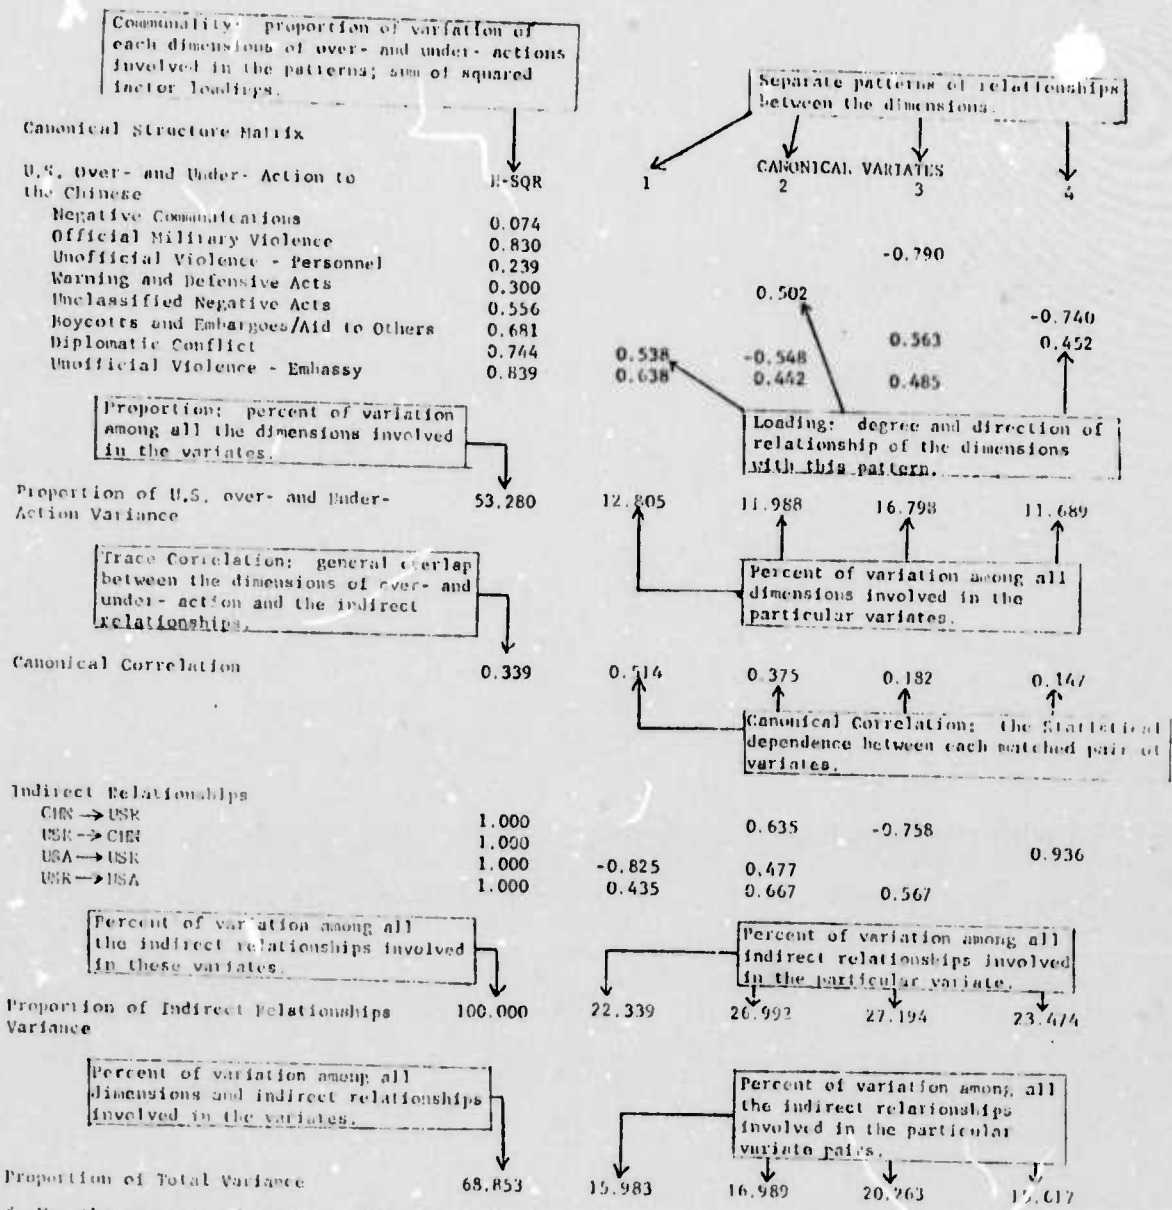 Communality: proportion of variation of
each dimensions of over- and under- actions
involved in the patterns; sum of squared
factor loadings.
Separate patterns of relationships
between the dimensions.
Canonical Structure Matrix
U.S. Over- and Under- Action to
the Chinese
H-SQR
CANONICAL VARIATES
1 2 3 4
Negative Communications 0.074
Official Military Violence 0.830
Unofficial Violence - Personnel 0.239 -0.790
Warning and Defensive Acts 0.300
Unclassified Negative Acts 0.556 0.502
Boycotts and Embargoes/Aid to Others 0.681 -0.740
Diplomatic Conflict 0.744 0.538 -0.548 0.563 0.452
Unofficial Violence - Embassy 0.839 0.638 0.442 0.485
Proportion: percent of variation
among all the dimensions involved
in the variates.
Loading: degree and direction of
relationship of the dimensions
with this pattern.
Proportion of U.S. over- and Under-
Action Variance
53.280 12.805 11.988 16.798 11.689
Trace Correlation: general overlap
between the dimensions of over- and
under- action and the indirect
relationships.
Percent of variation among all
dimensions involved in the
particular variates.
Canonical Correlation 0.339 0.514 0.375 0.182 0.147
Canonical Correlation: the Statistical
dependence between each matched pair of
variates.
Indirect Relationships
CHN → USR 1.000 0.635 -0.758
USR → CHN 1.000 0.936
USA → USR 1.000 -0.825 0.477
USR → USA 1.000 0.435 0.667 0.567
Percent of variation among all
the indirect relationships involved
in these variates.
Percent of variation among all
indirect relationships involved
in the particular variate.
Proportion of Indirect Relationships
Variance
100.000 22.339 26.992 27.194 23.474
Percent of variation among all
dimensions and indirect relationships
involved in the variates.
Percent of variation among all
the indirect relarionships
involved in the particular
variate pairs.
Proportion of Total Variance 68.853 15.983 16.989 20.263 15.617